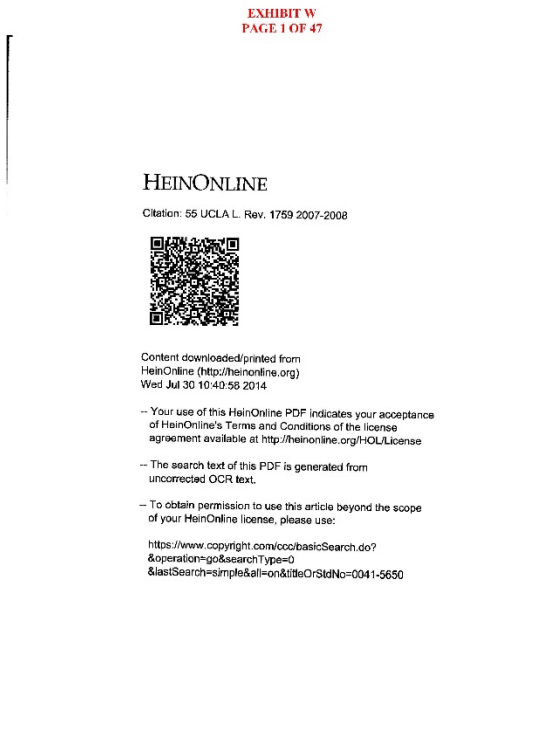 EXHIBIT W
PAGE 1 OF 47
HEINONLINE
Citation: 55 UCLA L. Rev. 1759 2007-2008
Content downloaded/printed from
HeinOnline (http://heinonline.org)
Wed Jul 30 10:40:58 2014
-- Your use of this HeinOnline PDF indicates your acceptance
of HeinOnline's Terms and Conditions of the license
agreement available at http://heinonline.org/HOL/License
-- The search text of this PDF is generated from
uncorrected OCR text.
-- To obtain permission to use this article beyond the scope
of your HeinOnline license, please use:
https://www.copyright.com/ccc/basicSearch.do?
&operation=go&searchType=0
&lastSearch=simple&all=on&titleOrStdNo=0041-5650